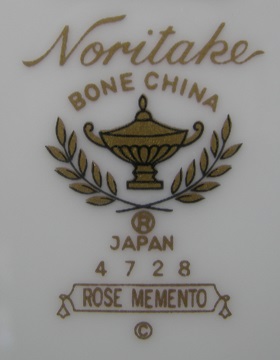 Noritake
BONE CHINA
®
JAPAN
4728
ROSE MEMENTO
©